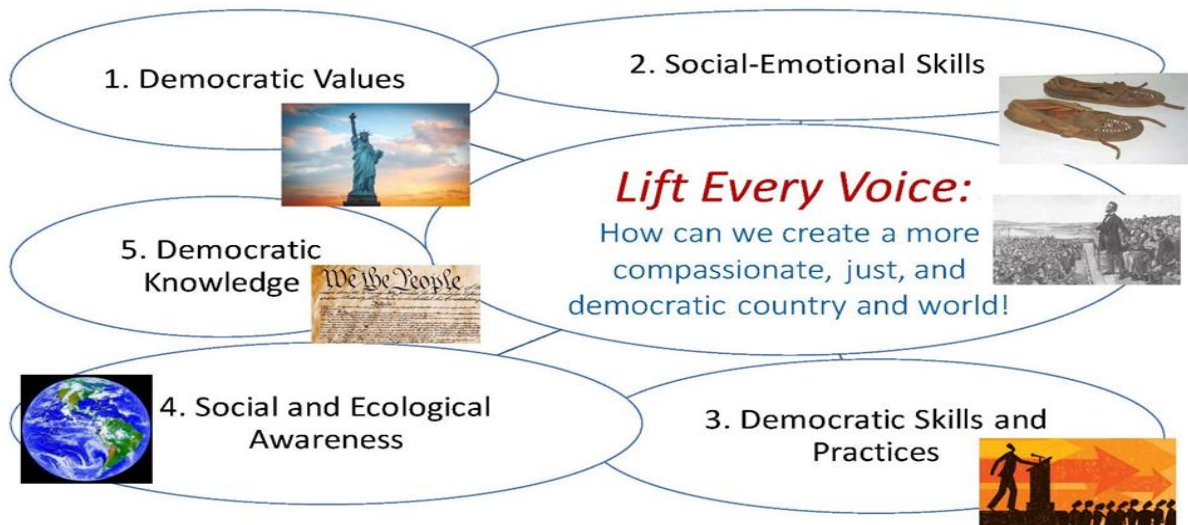 1. Democratic Values
2. Social-Emotional Skills
Lift Every Voice:
How can we create a more
compassionate, just, and
democratic country and world!
5. Democratic
Knowledge
We the People
4. Social and Ecological
Awareness
3. Democratic Skills and
Practices